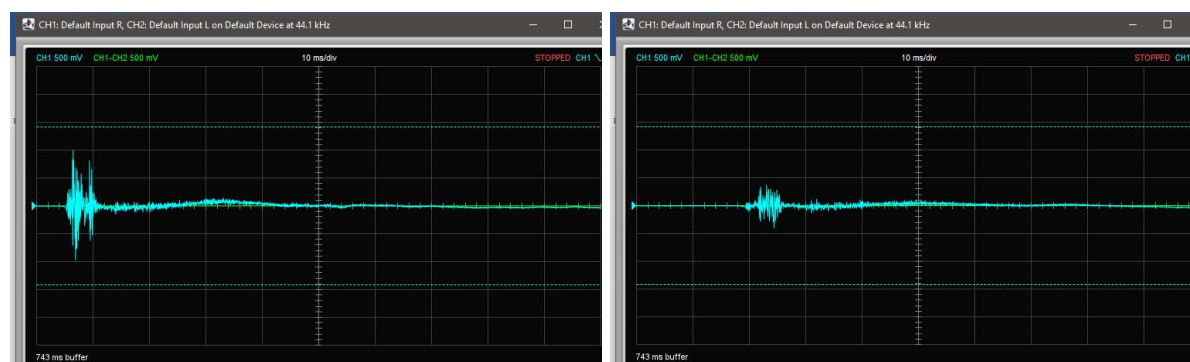 CH1: Default Input R, CH2: Default Input L on Default Device at 44.1 kHz
CH1 500 mV CH1-CH2 500 mV 10 ms/div STOPPED CH1
743 ms buffer
CH1: Default Input R, CH2: Default Input L on Default Device at 44.1 kHz
CH1 500 mV CH1-CH2 500 mV 10 ms/div STOPPED CH1
743 ms buffer